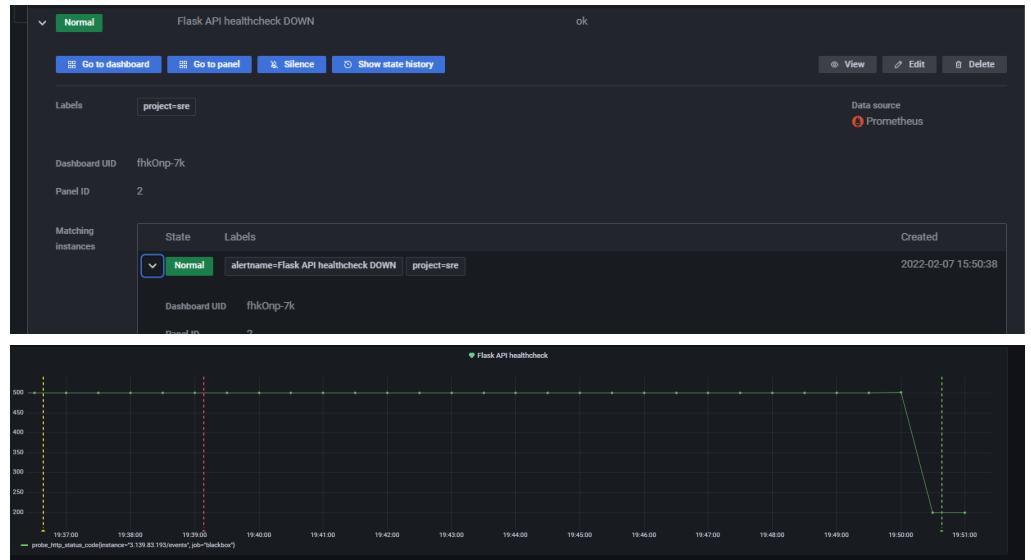 Normal Flask API healthcheck DOWN ok
Go to dashboard Go to panel Silence Show state history View Edit Delete
Labels project=sre Data source
Prometheus
Dashboard UID fhkOnp-7k
Panel ID 2
Matching instances
State Labels Created
Normal alertname=Flask API healthcheck DOWN project=sre 2022-02-07 15:50:38
Dashboard UID fhkOnp-7k
Panel ID 2
Flask API healthcheck
500
450
400
350
300
250
200
19:37:00 19:38:00 19:39:00 19:40:00 19:41:00 19:42:00 19:43:00 19:44:00 19:45:00 19:46:00 19:47:00 19:48:00 19:49:00 19:50:00 19:51:00
probe_http_status_code{instance="3.139.83.193/events", job="blackbox"}